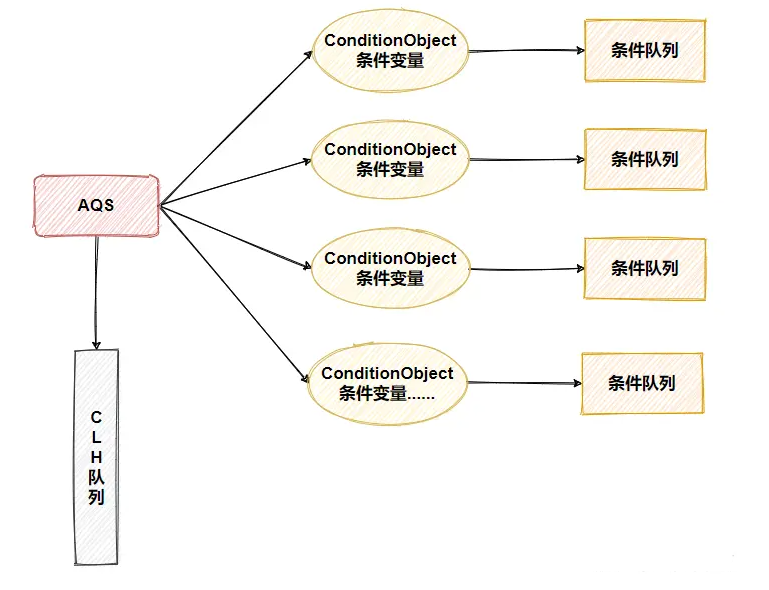 ConditionObject
条件变量
条件队列
ConditionObject
条件变量
条件队列
AQS
ConditionObject
条件变量
条件队列
ConditionObject
条件变量......
条件队列
C
L
H
队
列